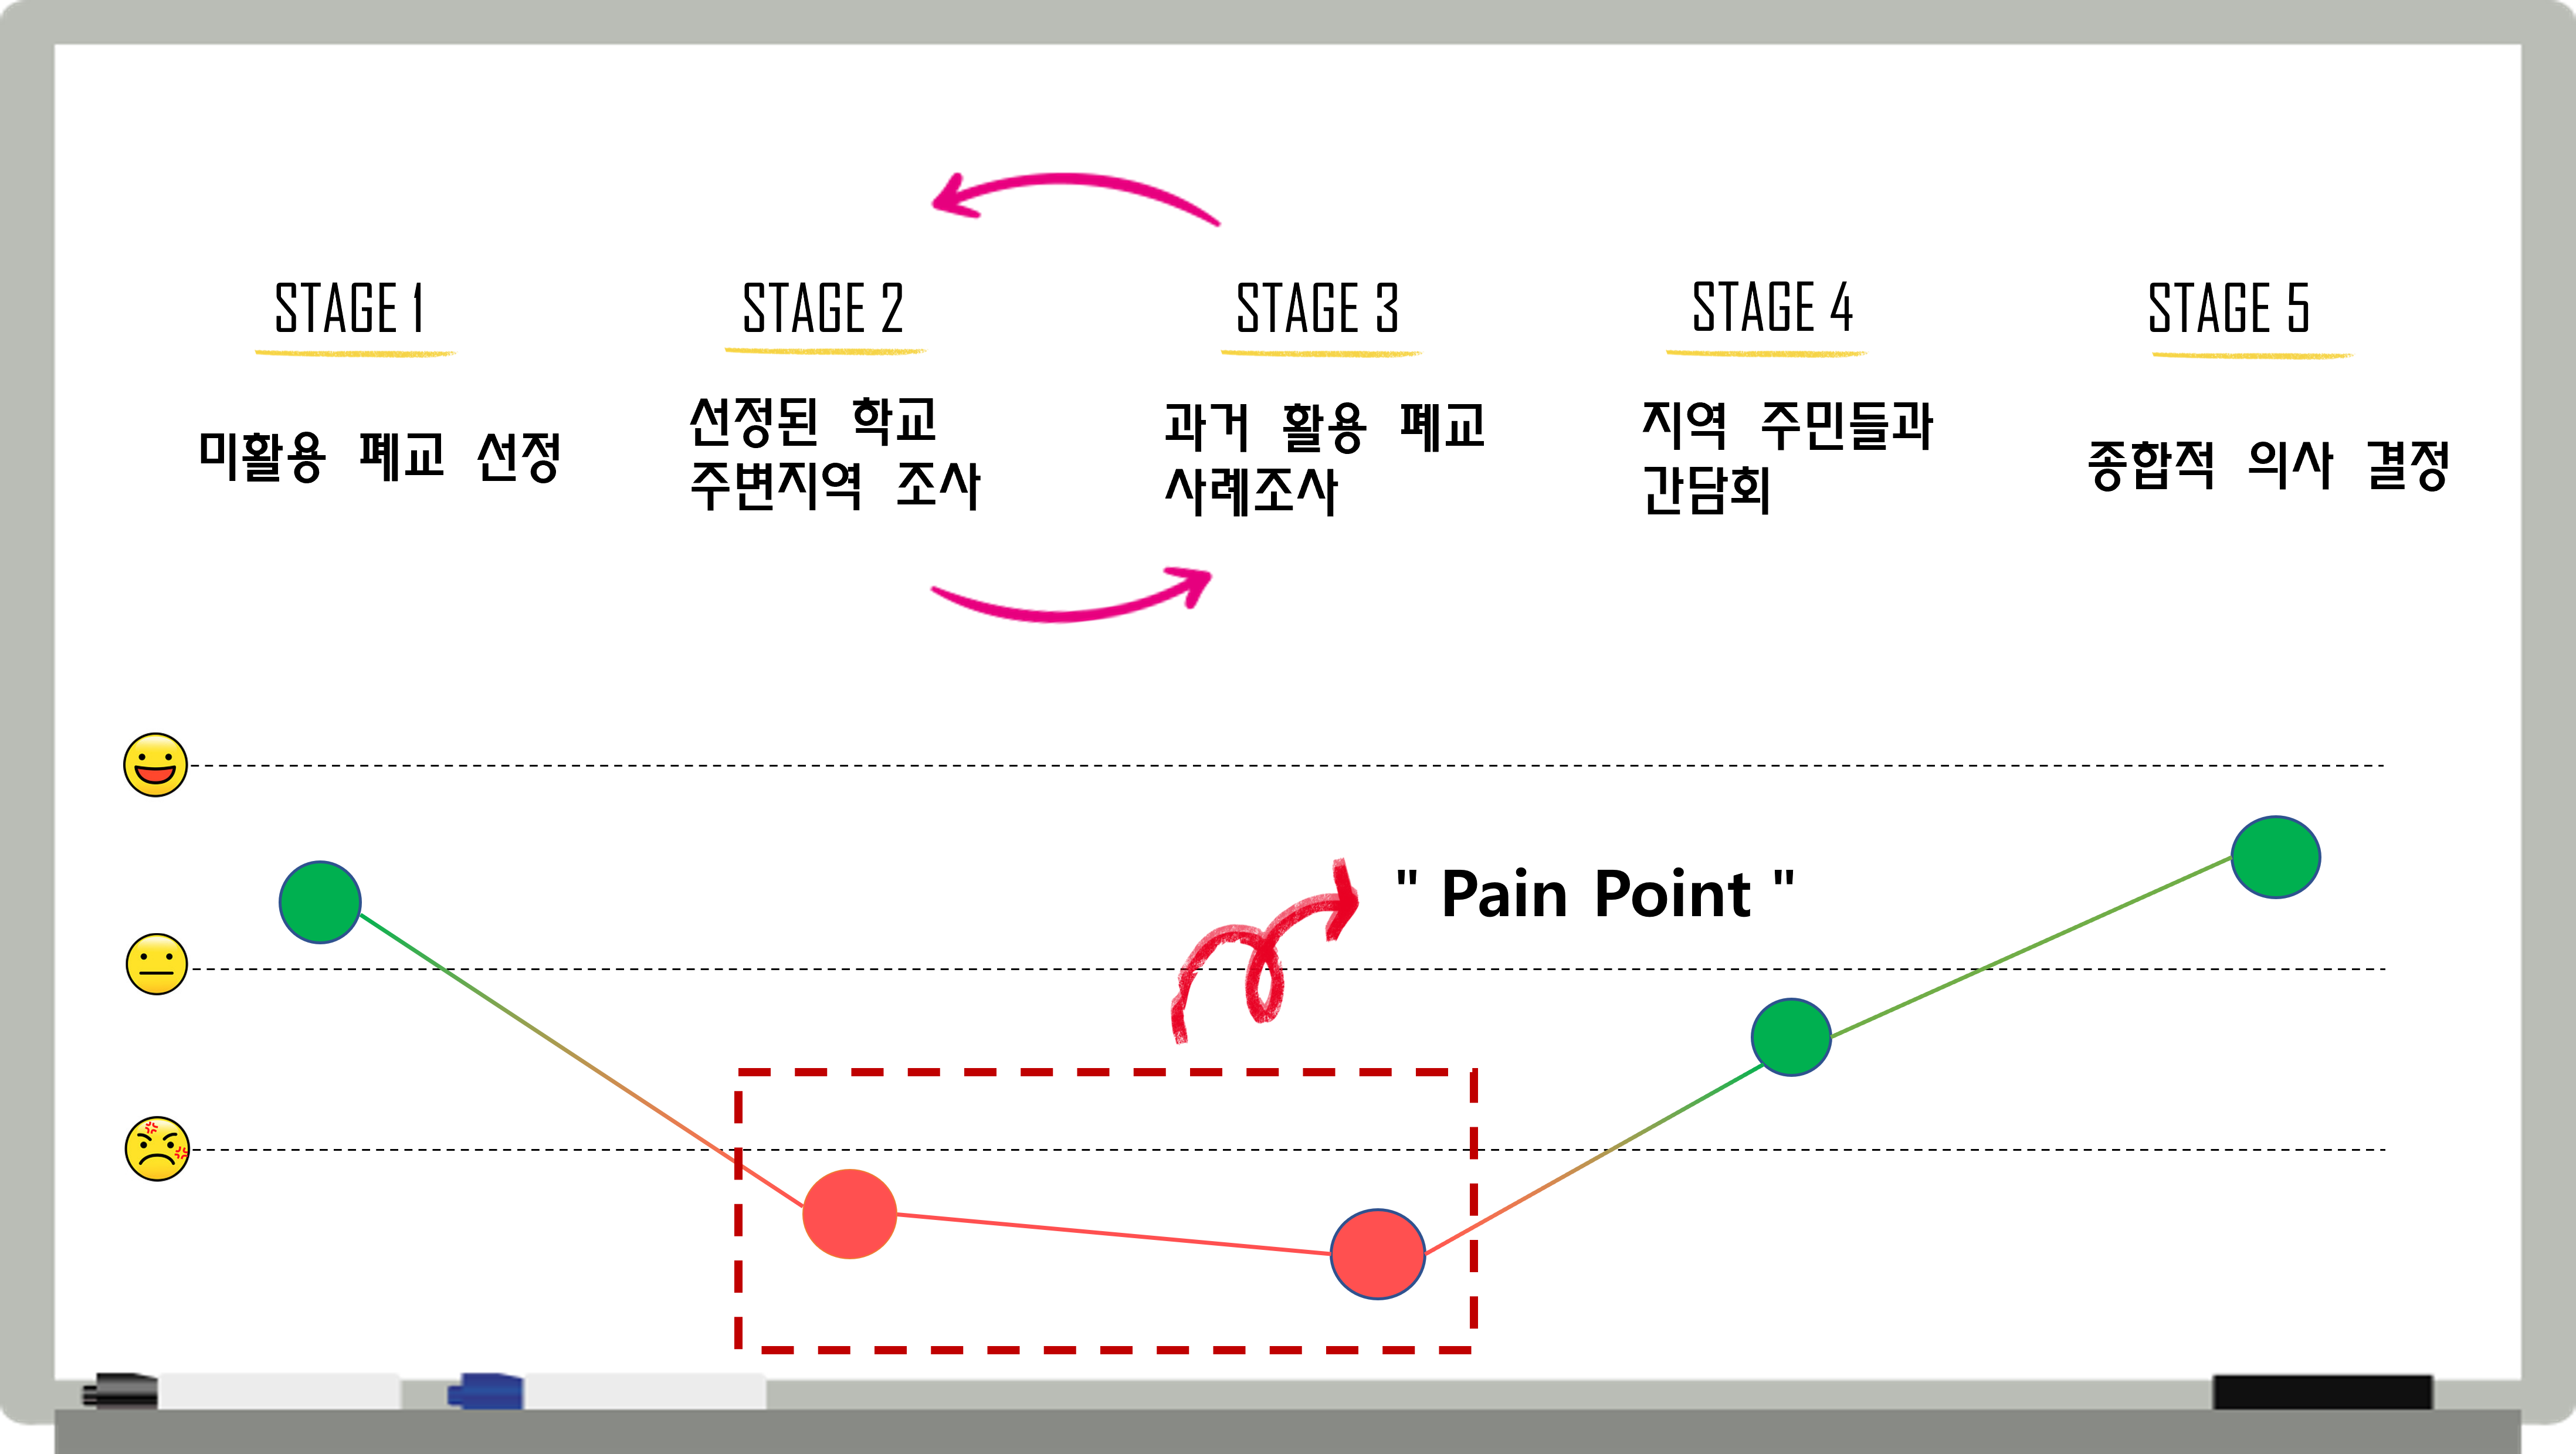 STAGE 1
미활용 폐교 선정
STAGE 2
선정된 학교
주변지역 조사
STAGE 3
과거 활용 폐교
사례조사
STAGE 4
지역 주민들과
간담회
STAGE 5
종합적 의사 결정
" Pain Point "